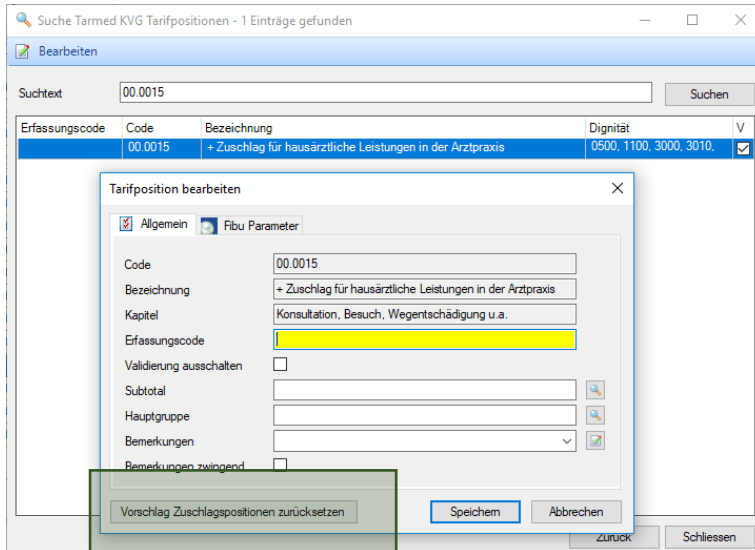 Suche Tarmed KVG Tarifpositionen - 1 Einträge gefunden
Bearbeiten
Suchtext 00.0015 Suchen
Erfassungscode Code Bezeichnung Dignität V
00.0015 + Zuschlag für hausärztliche Leistungen in der Arztpraxis 0500, 1100, 3000, 3010,
Tarifposition bearbeiten
Allgemein Fibu Parameter
Code 00.0015
Bezeichnung + Zuschlag für hausärztliche Leistungen in der Arztpraxis
Kapitel Konsultation, Besuch, Wegentschädigung u.a.
Erfassungscode
Validierung ausschalten
Subtotal
Hauptgruppe
Bemerkungen
Bemerkungen zwingend
Vorschlag Zuschlagspositionen zurücksetzen Speichern Abbrechen
Zurück Schliessen